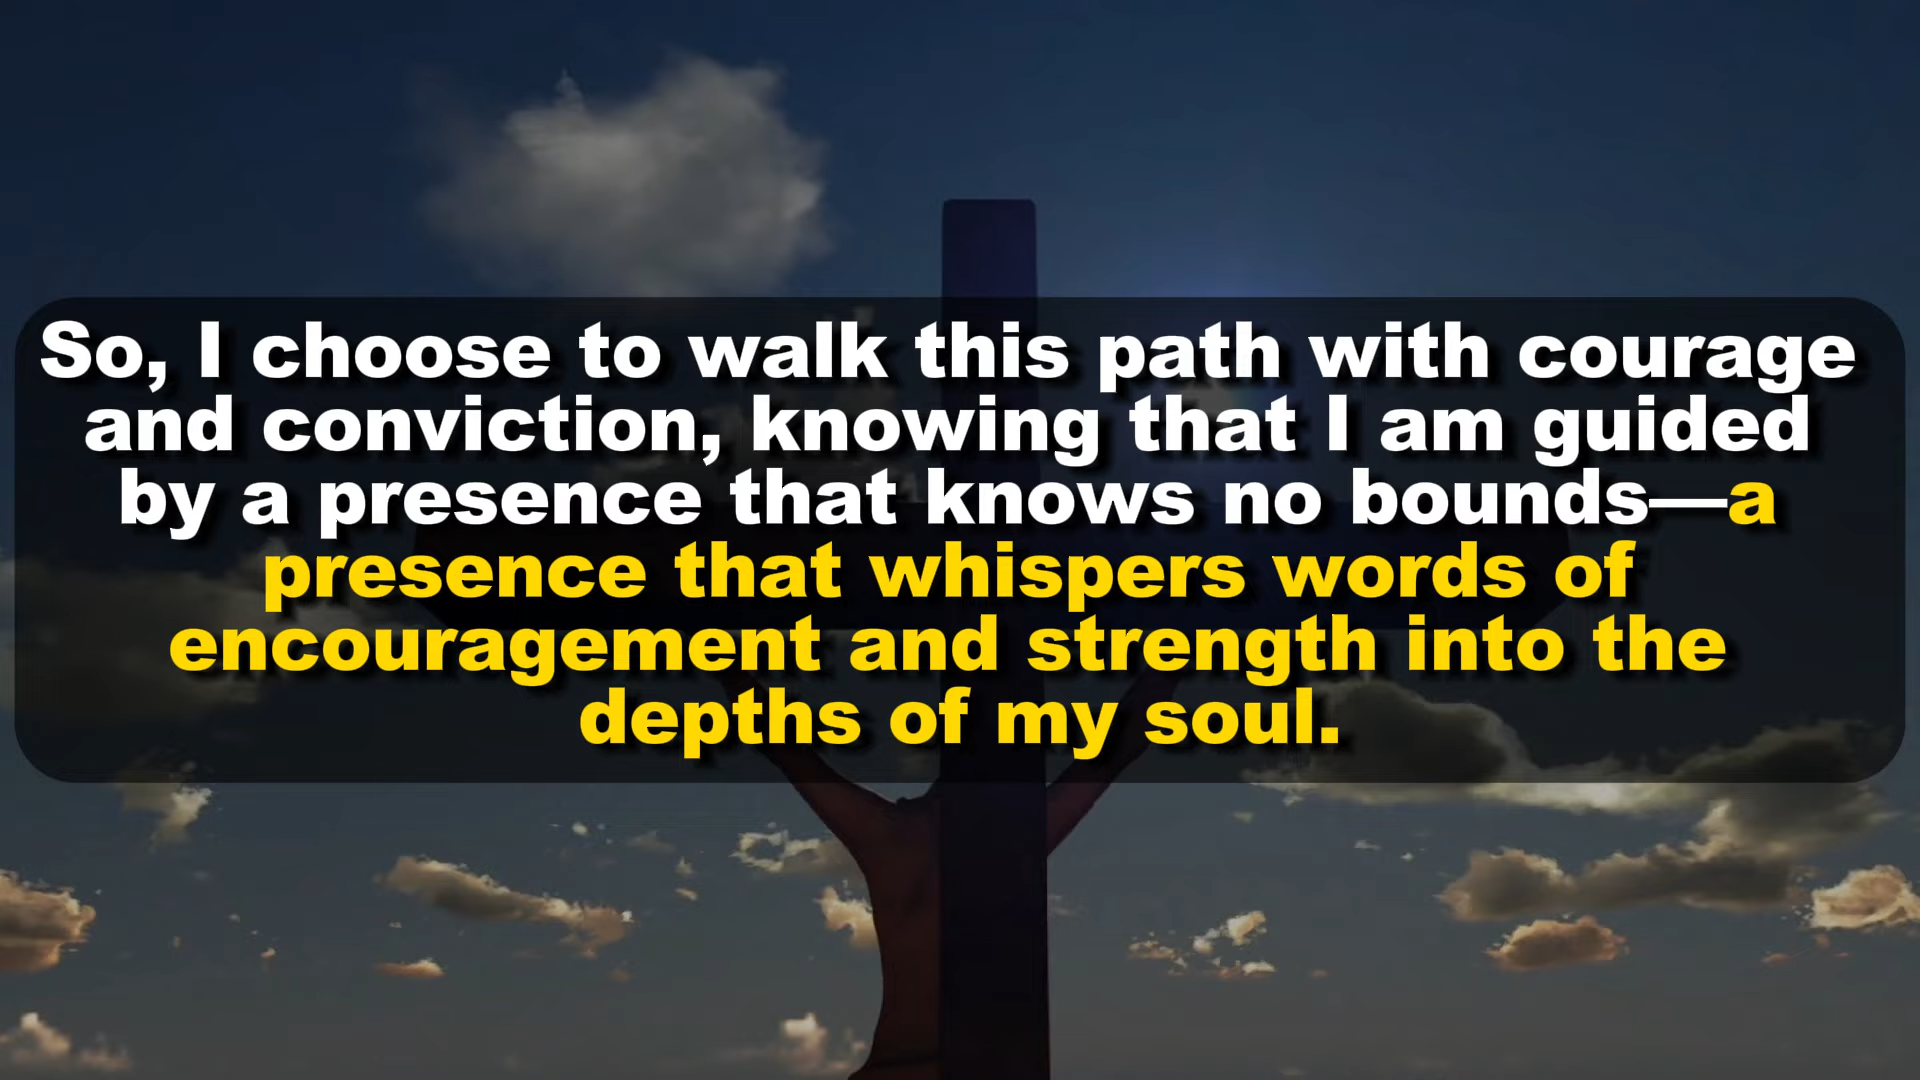 So, I choose to walk this path with courage
and conviction, knowing that I am guided
by a presence that knows no bounds—a
presence that whispers words of
encouragement and strength into the
depths of my soul.